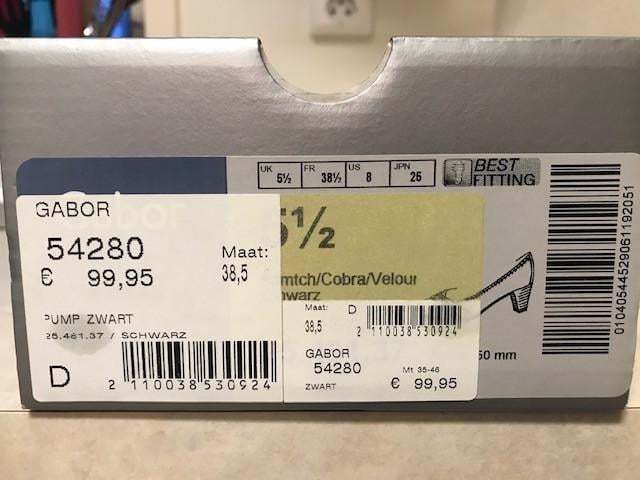 UK 5½ FR 38½ US 8 JPN 25
BEST
FITTING
Gabor
5½
GABOR
54280
€ 99,95
Maat:
38,5
PUMP ZWART
25.461.37 / SCHWARZ
D
2 110038 530924
mtch/Cobra/Velour
hwarz
Maat: D
38,5
2 110038 530924
GABOR
54280 Mt 35-46
ZWART € 99,95
50 mm
01040544529061192051